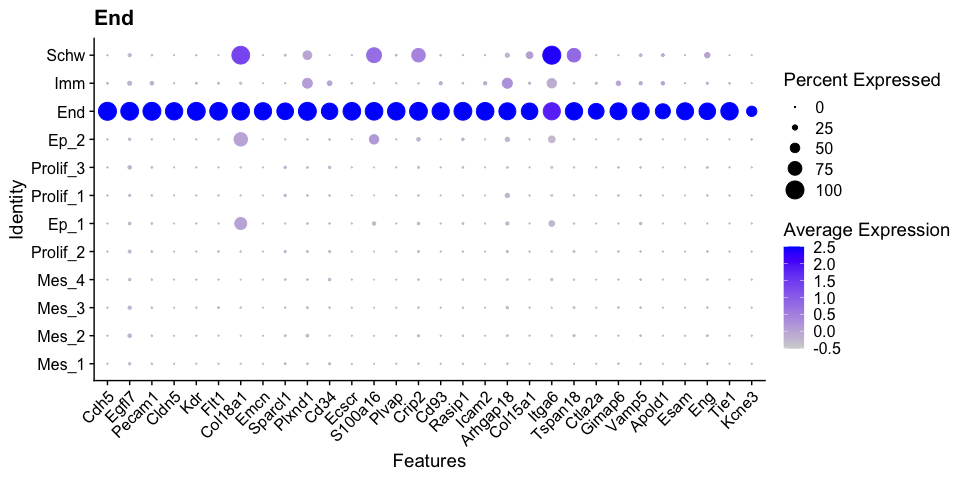 End
Schw
Imm
End
Ep_2
Prolif_3
Prolif_1
Ep_1
Prolif_2
Mes_4
Mes_3
Mes_2
Mes_1
Identity
Cdh5 Egfl7 Pecam1 Cldn5 Kdr Flt1 Col18a1 Emcn Sparcl1 Plxnd1 Cd34 Ecscr S100a16 Plvap Crip2 Cd93 Rasip1 Icam2 Arhgap18 Col15a1 Itga6 Tspan18 Ctla2a Gimap6 Vamp5 Apold1 Esam Eng Tie1 Kcne3
Features
Percent Expressed
0
25
50
75
100
Average Expression
2.5
2.0
1.5
1.0
0.5
0.0
-0.5